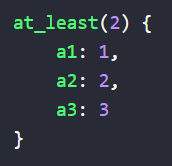 at_least(2) {
    a1: 1,
    a2: 2,
    a3: 3
}